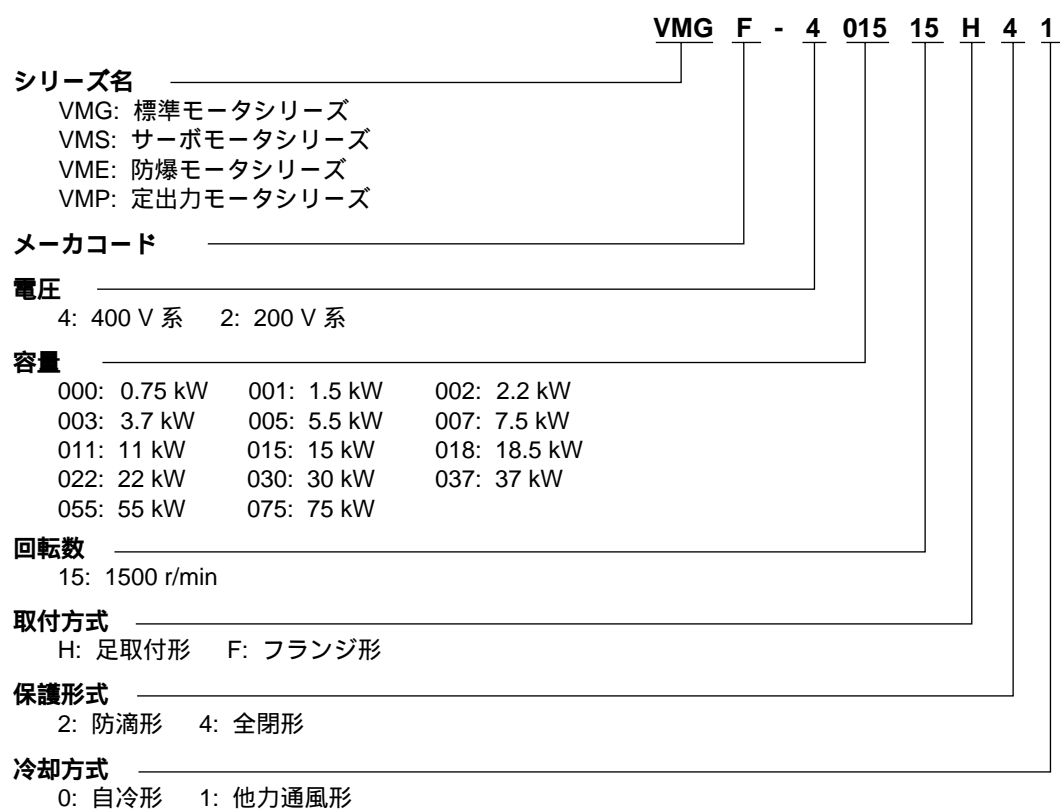 VMG F - 4 015 15 H 4 1
シリーズ名
VMG: 標準モータシリーズ
VMS: サーボモータシリーズ
VME: 防爆モータシリーズ
VMP: 定出力モータシリーズ
メーカコード
電圧
4: 400 V 系 2: 200 V 系
容量
000: 0.75 kW 001: 1.5 kW 002: 2.2 kW
003: 3.7 kW 005: 5.5 kW 007: 7.5 kW
011: 11 kW 015: 15 kW 018: 18.5 kW
022: 22 kW 030: 30 kW 037: 37 kW
055: 55 kW 075: 75 kW
回転数
15: 1500 r/min
取付方式
H: 足取付形 F: フランジ形
保護形式
2: 防滴形 4: 全閉形
冷却方式
0: 自冷形 1: 他力通風形